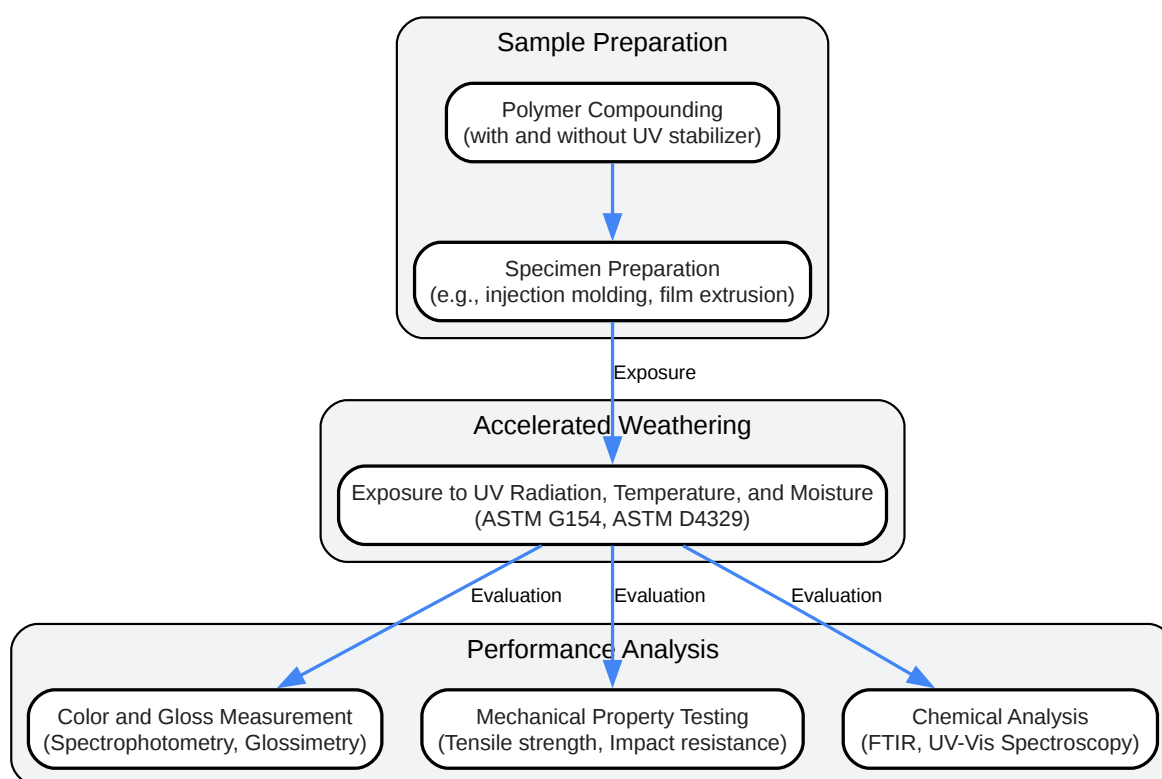 Sample Preparation
Polymer Compounding
(with and without UV stabilizer)
Specimen Preparation
(e.g., injection molding, film extrusion)
Exposure
Accelerated Weathering
Exposure to UV Radiation, Temperature, and Moisture
(ASTM G154, ASTM D4329)
Evaluation
Evaluation
Evaluation
Performance Analysis
Color and Gloss Measurement
(Spectrophotometry, Glossimetry)
Mechanical Property Testing
(Tensile strength, Impact resistance)
Chemical Analysis
(FTIR, UV-Vis Spectroscopy)